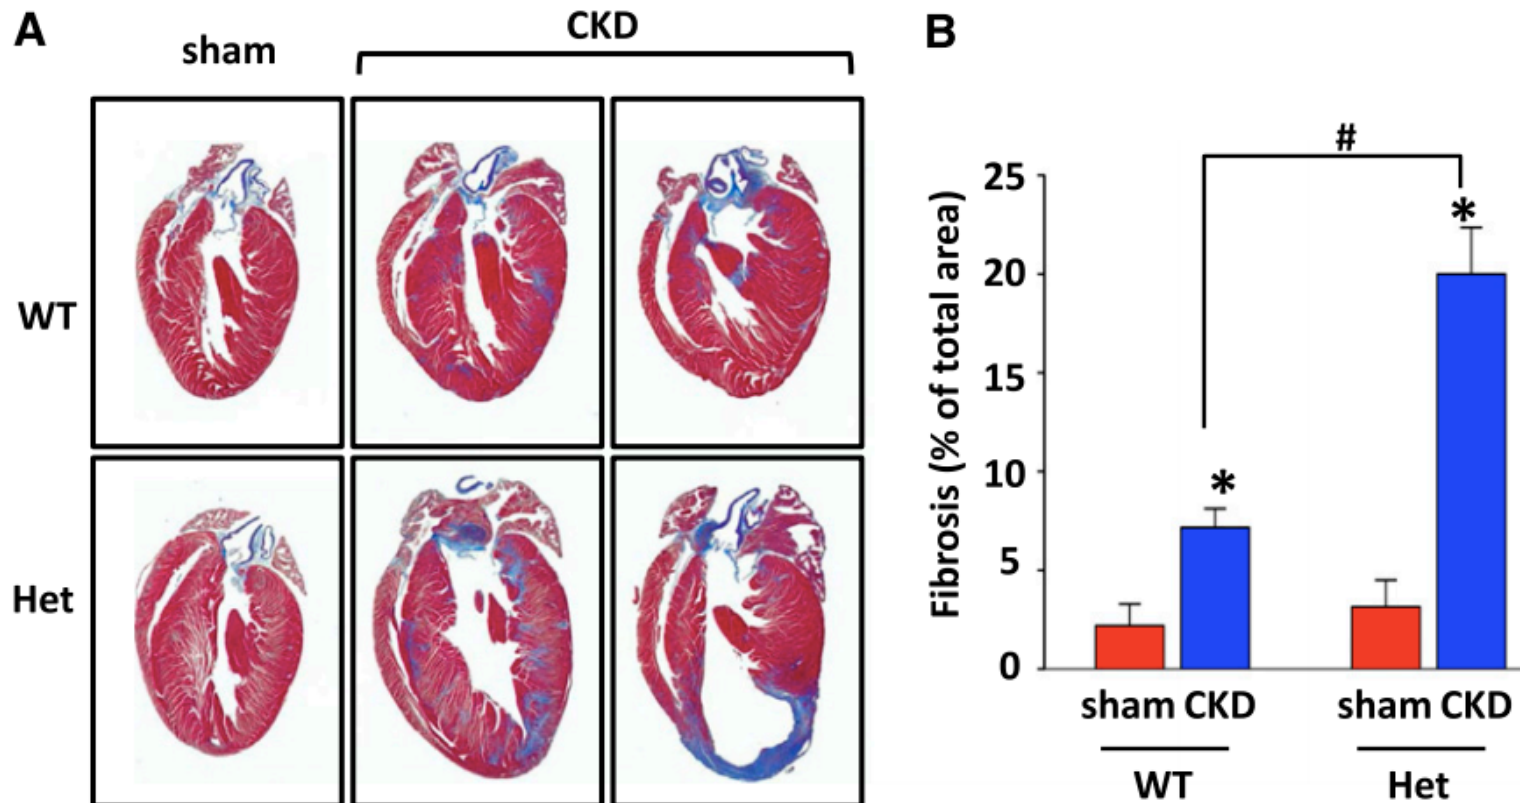 A
sham
CKD
WT
Het
B
#
Fibrosis (% of total area)
25
20
15
10
5
0
*
*
sham CKD
sham CKD
WT
Het